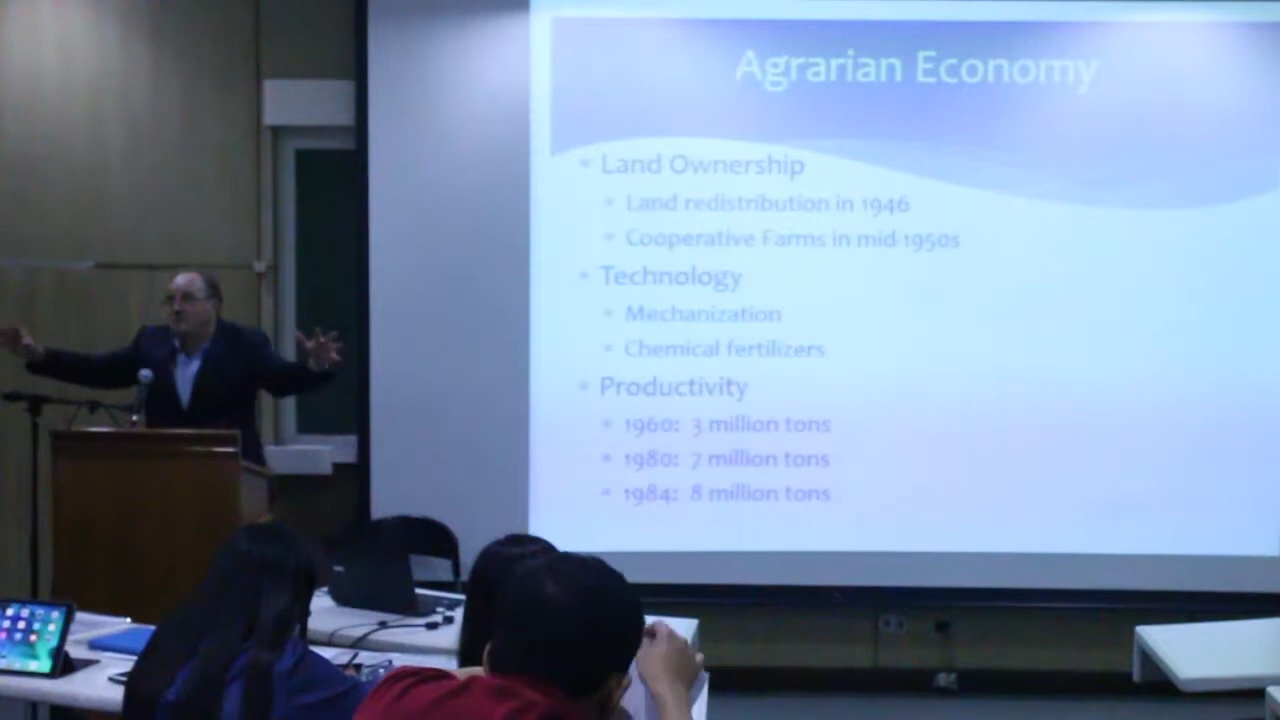 Agrarian Economy
Land Ownership
Land redistribution in 1946
Cooperative Farms in mid-1950s
Technology
Mechanization
Chemical fertilizers
Productivity
1960: 3 million tons
1980: 7 million tons
1984: 8 million tons